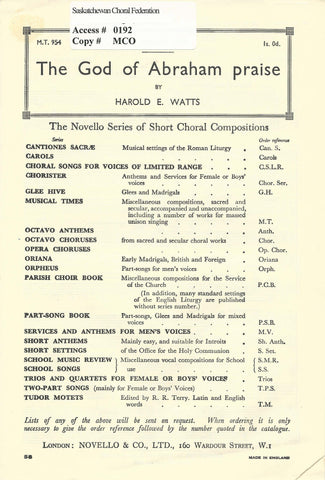 Saskatchewan Choral Federation
Access # 0192
Copy # MCO
M.T. 954
1s. 0d.
The God of Abraham praise
BY
HAROLD E. WATTS
The Novello Series of Short Choral Compositions
Series
Order reference
CANTIONES SACRÆ Musical settings of the Roman Liturgy . Can. S.
CAROLS . . . . . . . . Carols
CHORAL SONGS FOR VOICES OF LIMITED RANGE . . . C.S.L.R.
CHORISTER Anthems and Services for Female or Boys'
voices . . . . . . Chor. Ser.
GLEE HIVE Glees and Madrigals . . . . G.H.
MUSICAL TIMES Miscellaneous compositions, sacred and
secular, accompanied and unaccompanied,
including a number of works for massed
unison singing . . . . . M.T.
OCTAVO ANTHEMS . . . . . . Auth.
OCTAVO CHORUSES from sacred and secular choral works . Chor.
OPERA CHORUSES . . . . . . Op. Chor.
ORIANA Early Madrigals, British and Foreign . Oriana
ORPHEUS Part-songs for men's voices . . . Orph.
PARISH CHOIR BOOK Miscellaneous compositions for the Service
of the Church . . . . . P.C.B.
(In addition, many standard settings
of the English Liturgy are published
without series number.)
PART-SONG BOOK Part-songs, Glees and Madrigals for mixed
voices . . . . . . P.S.B.
SERVICES AND ANTHEMS FOR MEN'S VOICES . . . . M.V.
SHORT ANTHEMS Mainly easy, and suitable for Introits . Sh. Auth.
SHORT SETTINGS of the Office for the Holy Communion . S. Set.
SCHOOL MUSIC REVIEW } Miscellaneous vocal compositions for School { S.M.R.
SCHOOL SONGS } use . . . . . . { S.S.
TRIOS AND QUARTETS FOR FEMALE OR BOYS' VOICES . . Trios
TWO-PART SONGS (mainly for Female or Boys' Voices) . . . T.P.S.
TUDOR MOTETS Edited by R. R. Terry. Latin and English
words . . . . . . T.M.
Lists of any of the above will be sent on request. When ordering it is only
necessary to give the order reference followed by the number quoted in the catalogue.
LONDON: NOVELLO & CO., LTD., 160 WARDOUR STREET, W.1
58
MADE IN ENGLAND